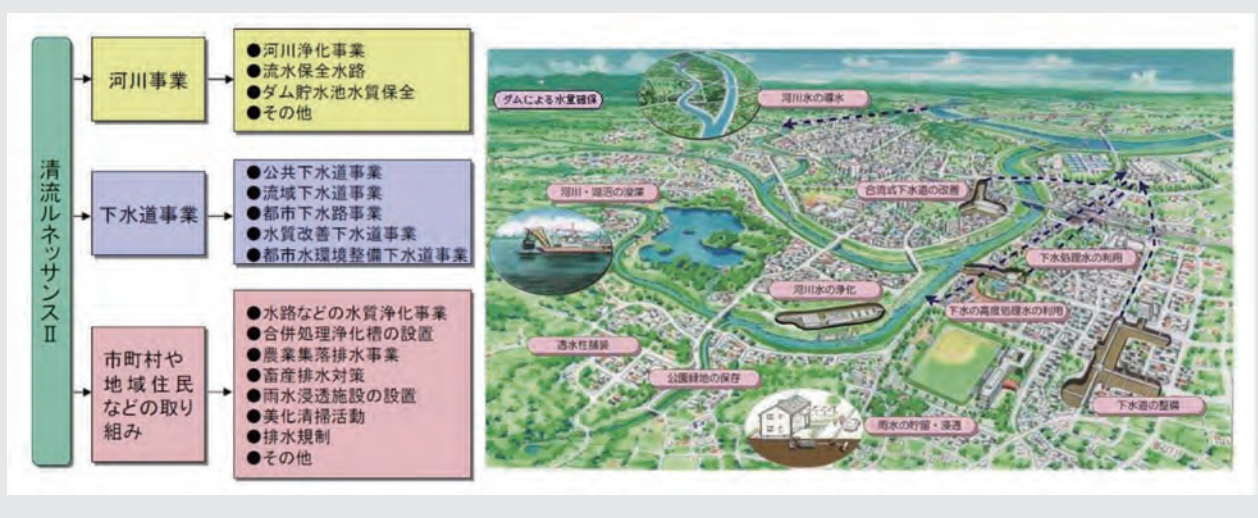 清流ルネッサンスⅡ
河川事業
●河川浄化事業
●流水保全水路
●ダム貯水池水質保全
●その他
下水道事業
●公共下水道事業
●流域下水道事業
●都市下水路事業
●水質改善下水道事業
●都市水環境整備下水道事業
市町村や
地域住民
などの取り
組み
●水路などの水質浄化事業
●合併処理浄化槽の設置
●農業集落排水事業
●畜産排水対策
●雨水浸透施設の設置
●美化清掃活動
●排水規制
●その他
ダムによる水量確保
河川水の導水
河川・湖沼の浚渫
合流式下水道の改善
下水処理水の利用
河川水の浄化
下水の高度処理水の利用
透水性舗装
公園緑地の保存
下水道の整備
雨水の貯留・浸透